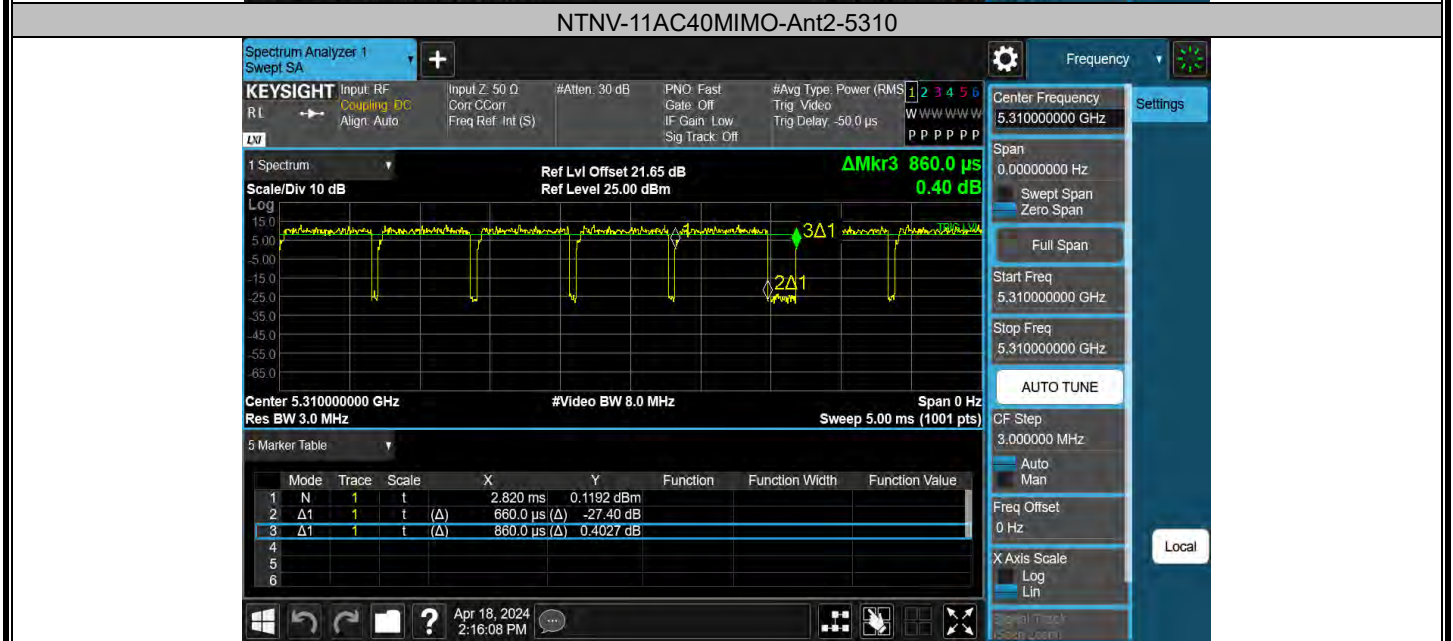 NTNV-11AC40MIMO-Ant2-5310
Spectrum Analyzer 1
Swept SA
+
Frequency
KEYSIGHT
RL
LXI
Input: RF
Coupling: DC
Align: Auto
Input Z: 50 Ω
Corr CCorr
Freq Ref: Int (S)
#Atten: 30 dB
PNO: Fast
Gate: Off
IF Gain: Low
Sig Track: Off
#Avg Type: Power (RMS
Trig: Video
Trig Delay: -50.0 µs
1 2 3 4 5 6
W W W W W W
P P P P P P
Center Frequency
5.310000000 GHz
Settings
Span
0.00000000 Hz
Swept Span
Zero Span
Full Span
Start Freq
5.310000000 GHz
Stop Freq
5.310000000 GHz
AUTO TUNE
CF Step
3.000000 MHz
Auto
Man
Freq Offset
0 Hz
X Axis Scale
Log
Lin
Signal Track
(Span Zoom)
Local
1 Spectrum
Scale/Div 10 dB
Ref Lvl Offset 21.65 dB
Ref Level 25.00 dBm
ΔMkr3 860.0 µs
0.40 dB
Log
15.0
5.00
-5.00
-15.0
-25.0
-35.0
-45.0
-55.0
-65.0
3Δ1
2Δ1
Center 5.310000000 GHz
Res BW 3.0 MHz
#Video BW 8.0 MHz
Span 0 Hz
Sweep 5.00 ms (1001 pts)
5 Marker Table
Mode Trace Scale X Y Function Function Width Function Value
1 N 1 t 2.820 ms 0.1192 dBm
2 Δ1 1 t (Δ) 660.0 µs (Δ) -27.40 dB
3 Δ1 1 t (Δ) 860.0 µs (Δ) 0.4027 dB
4
5
6
?
Apr 18, 2024
2:16:08 PM